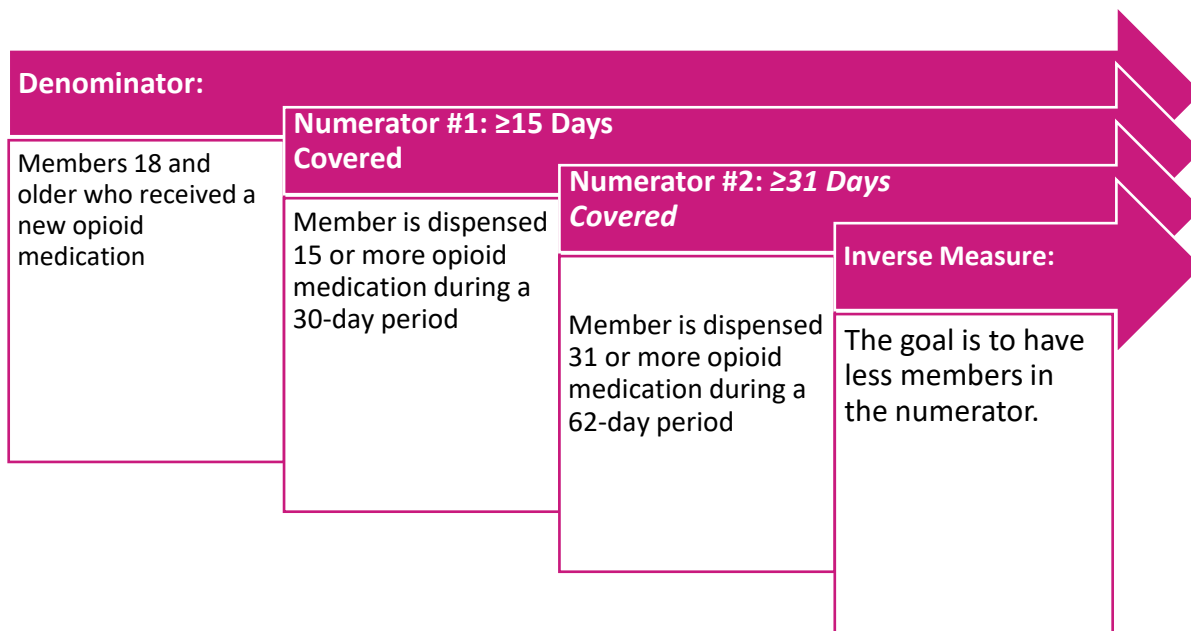 Denominator:
Members 18 and
older who received a
new opioid
medication
Numerator #1: ≥15 Days
Covered
Member is dispensed
15 or more opioid
medication during a
30-day period
Numerator #2: ≥31 Days
Covered
Member is dispensed
31 or more opioid
medication during a
62-day period
Inverse Measure:
The goal is to have
less members in
the numerator.